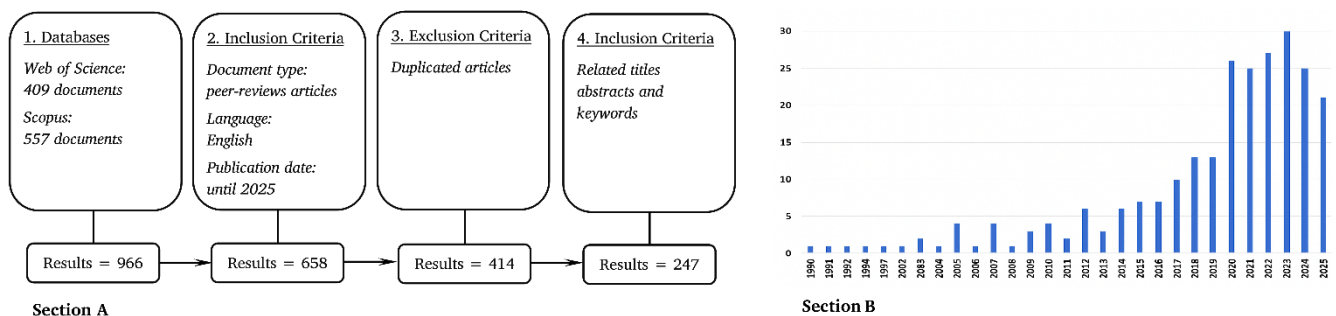 1. Databases
Web of Science:
409 documents
Scopus:
557 documents
2. Inclusion Criteria
Document type:
peer-reviews articles
Language:
English
Publication date:
until 2025
3. Exclusion Criteria
Duplicated articles
4. Inclusion Criteria
Related titles
abstracts and
keywords
Results = 966
Results = 658
Results = 414
Results = 247
Section A
30
25
20
15
10
5
0
1990
1991
1992
1994
1997
2002
2083
2004
2005
2006
2007
2008
2009
2010
2011
2012
2013
2014
2015
2016
2017
2018
2019
2020
2021
2022
2023
2024
2025
Section B